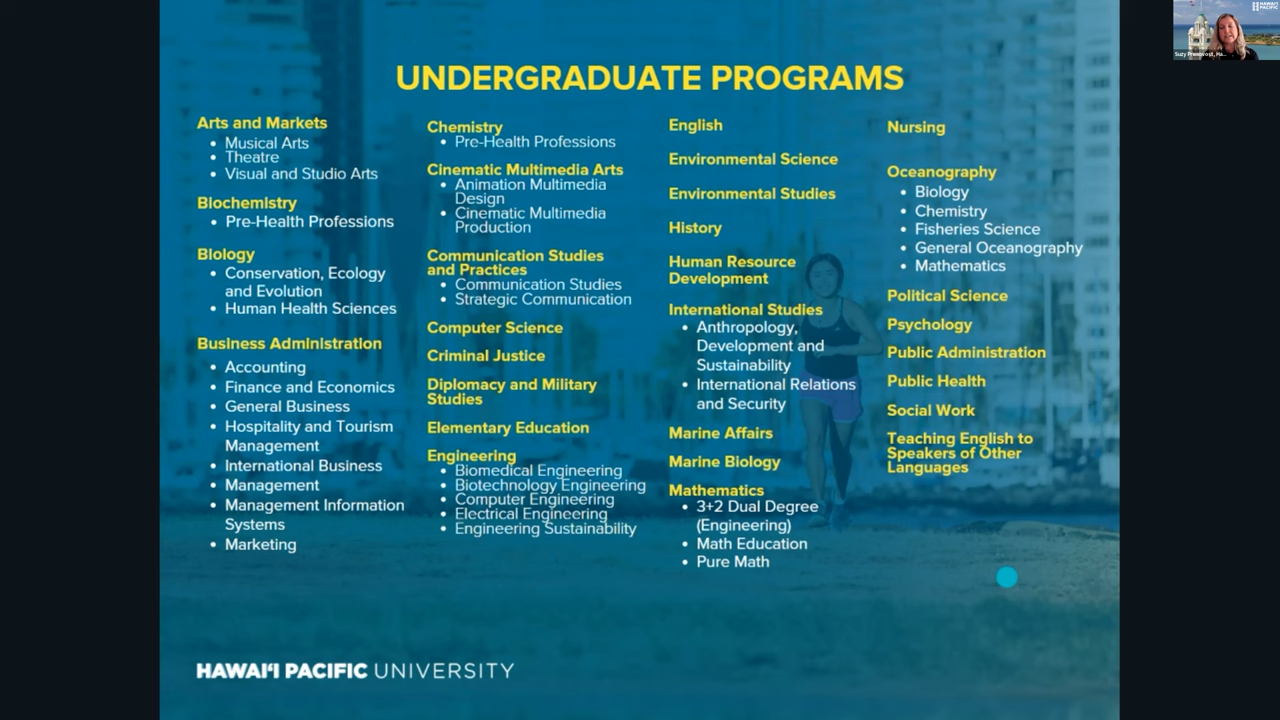 UNDERGRADUATE PROGRAMS
Arts and Markets
• Musical Arts
• Theatre
• Visual and Studio Arts
Biochemistry
• Pre-Health Professions
Biology
• Conservation, Ecology
and Evolution
• Human Health Sciences
Business Administration
• Accounting
• Finance and Economics
• General Business
• Hospitality and Tourism
Management
• International Business
• Management
• Management Information
Systems
• Marketing
Chemistry
• Pre-Health Professions
Cinematic Multimedia Arts
• Animation Multimedia
Design
• Cinematic Multimedia
Production
Communication Studies
and Practices
• Communication Studies
• Strategic Communication
Computer Science
Criminal Justice
Diplomacy and Military
Studies
Elementary Education
Engineering
• Biomedical Engineering
• Biotechnology Engineering
• Computer Engineering
• Electrical Engineering
• Engineering Sustainability
English
Environmental Science
Environmental Studies
History
Human Resource
Development
International Studies
• Anthropology,
Development and
Sustainability
• International Relations
and Security
Marine Affairs
Marine Biology
Mathematics
• 3+2 Dual Degree
(Engineering)
• Math Education
• Pure Math
Nursing
Oceanography
• Biology
• Chemistry
• Fisheries Science
• General Oceanography
• Mathematics
Political Science
Psychology
Public Administration
Public Health
Social Work
Teaching English to
Speakers of Other
Languages
HAWAIʻI PACIFIC UNIVERSITY
HAWAIʻI
PACIFIC
Suzy